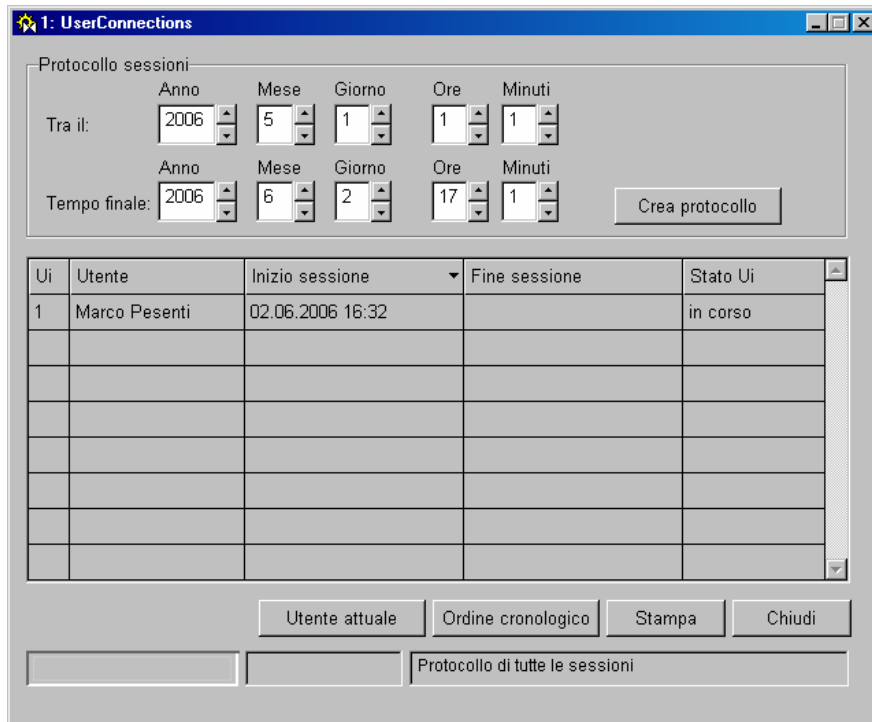 1: UserConnections
Protocollo sessioni
Anno Mese Giorno Ore Minuti
Tra il: 2006 5 1 1 1
Anno Mese Giorno Ore Minuti
Tempo finale: 2006 6 2 17 1 Crea protocollo
Ui Utente Inizio sessione Fine sessione Stato Ui
1 Marco Pesenti 02.06.2006 16:32 in corso
Utente attuale Ordine cronologico Stampa Chiudi
Protocollo di tutte le sessioni